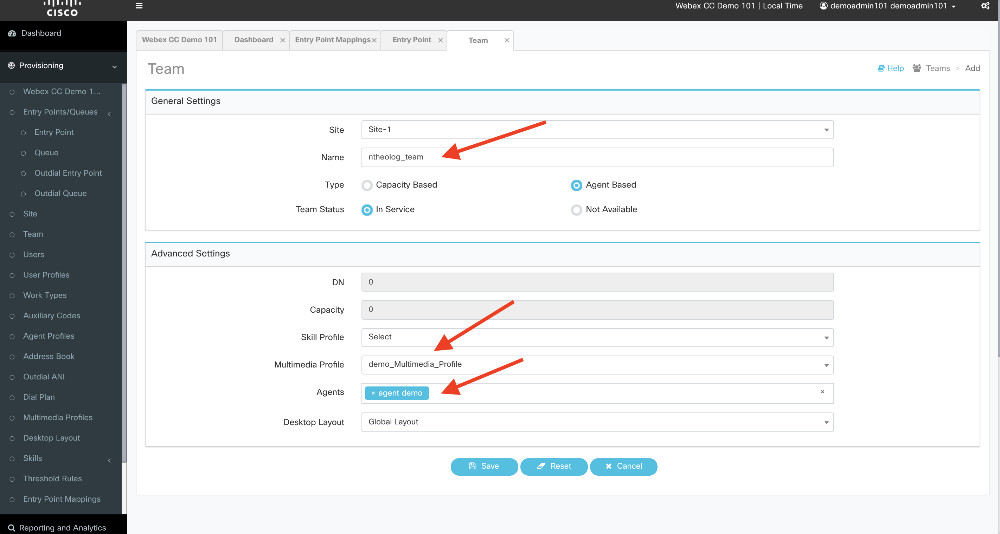 CISCO
Webex CC Demo 101 | Local Time
demoadmin101 demoadmin101
Dashboard
Provisioning
Webex CC Demo 1...
Entry Points/Queues
Entry Point
Queue
Outdial Entry Point
Outdial Queue
Site
Team
Users
User Profiles
Work Types
Auxiliary Codes
Agent Profiles
Address Book
Outdial ANI
Dial Plan
Multimedia Profiles
Desktop Layout
Skills
Threshold Rules
Entry Point Mappings
Reporting and Analytics
Webex CC Demo 101
Dashboard
Entry Point Mappings
Entry Point
Team
Team
Help
Teams > Add
General Settings
Site
Site-1
Name
ntheolog_team
Type
Capacity Based
Agent Based
Team Status
In Service
Not Available
Advanced Settings
DN
0
Capacity
0
Skill Profile
Select
Multimedia Profile
demo_Multimedia_Profile
Agents
× agent demo
Desktop Layout
Global Layout
Save
Reset
Cancel